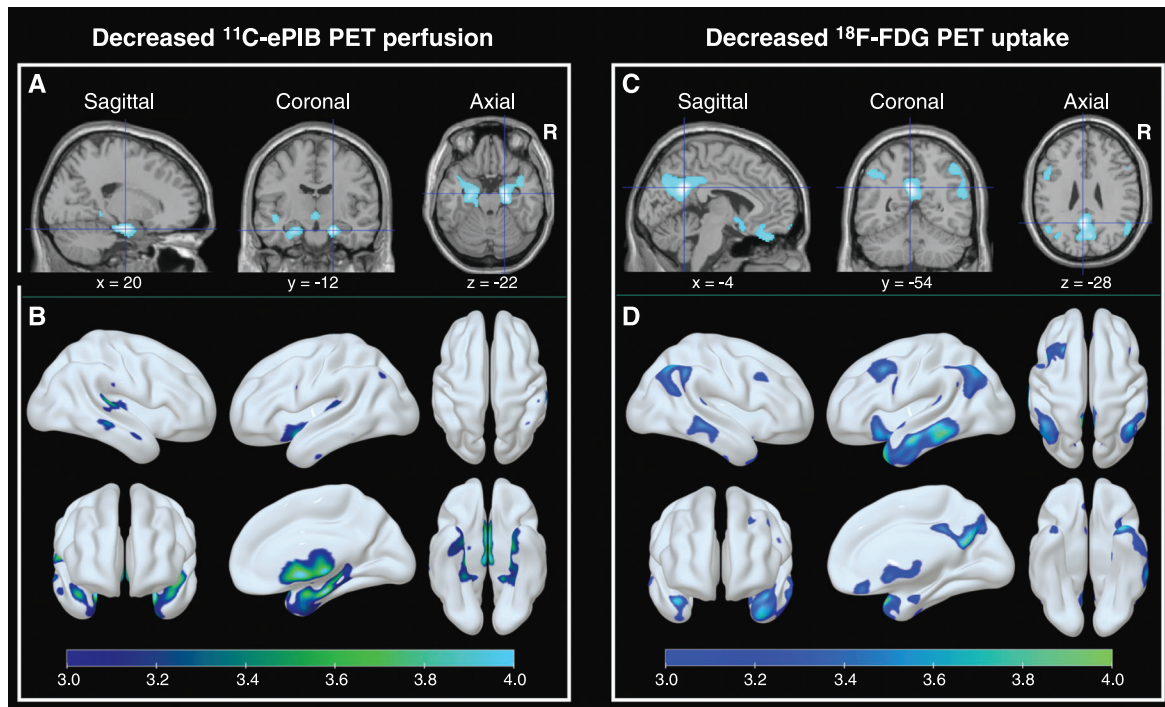 Decreased ¹¹C-ePIB PET perfusion
A
Sagittal
Coronal
Axial
R
x = 20
y = -12
z = -22
B
3.0
3.2
3.4
3.6
3.8
4.0
Decreased ¹⁸F-FDG PET uptake
C
Sagittal
Coronal
Axial
R
x = -4
y = -54
z = -28
D
3.0
3.2
3.4
3.6
3.8
4.0